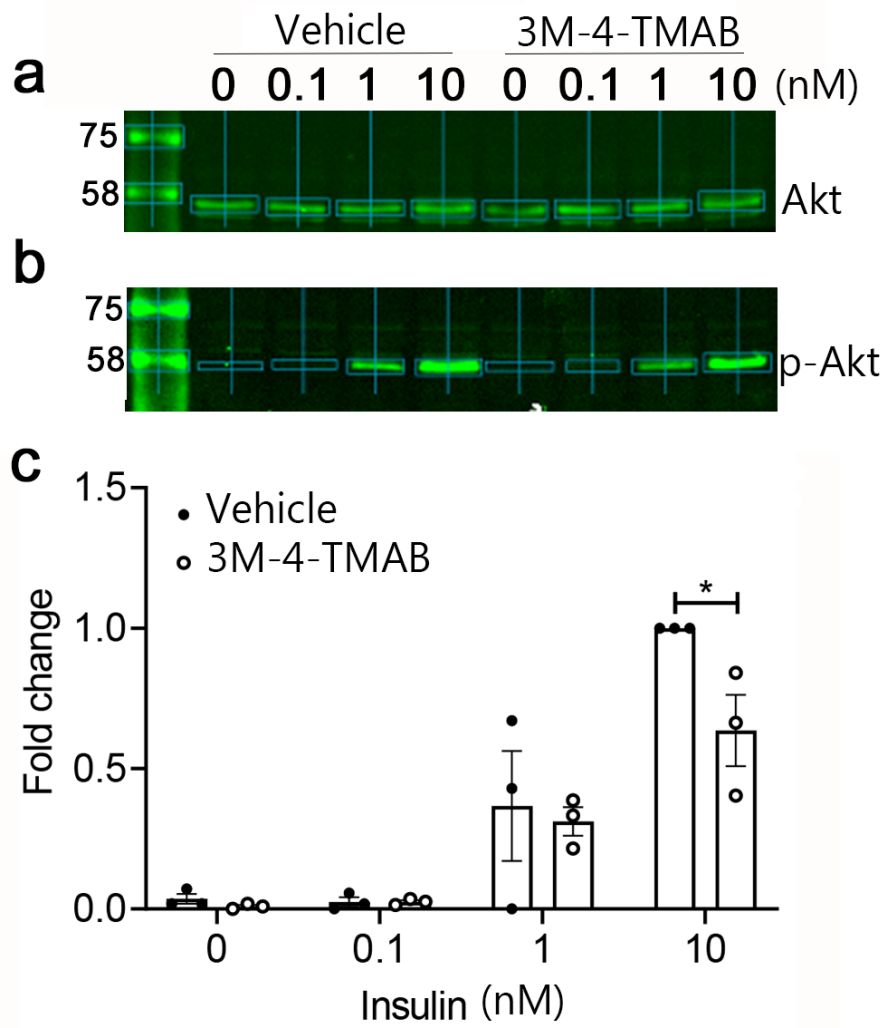 Vehicle 3M-4-TMAB
a 0 0.1 1 10 0 0.1 1 10 (nM)
75
58 Akt
b
75
58 p-Akt
c
1.5
Vehicle
3M-4-TMAB
*
1.0
Fold change
0.5
0.0
0 0.1 1 10
Insulin (nM)